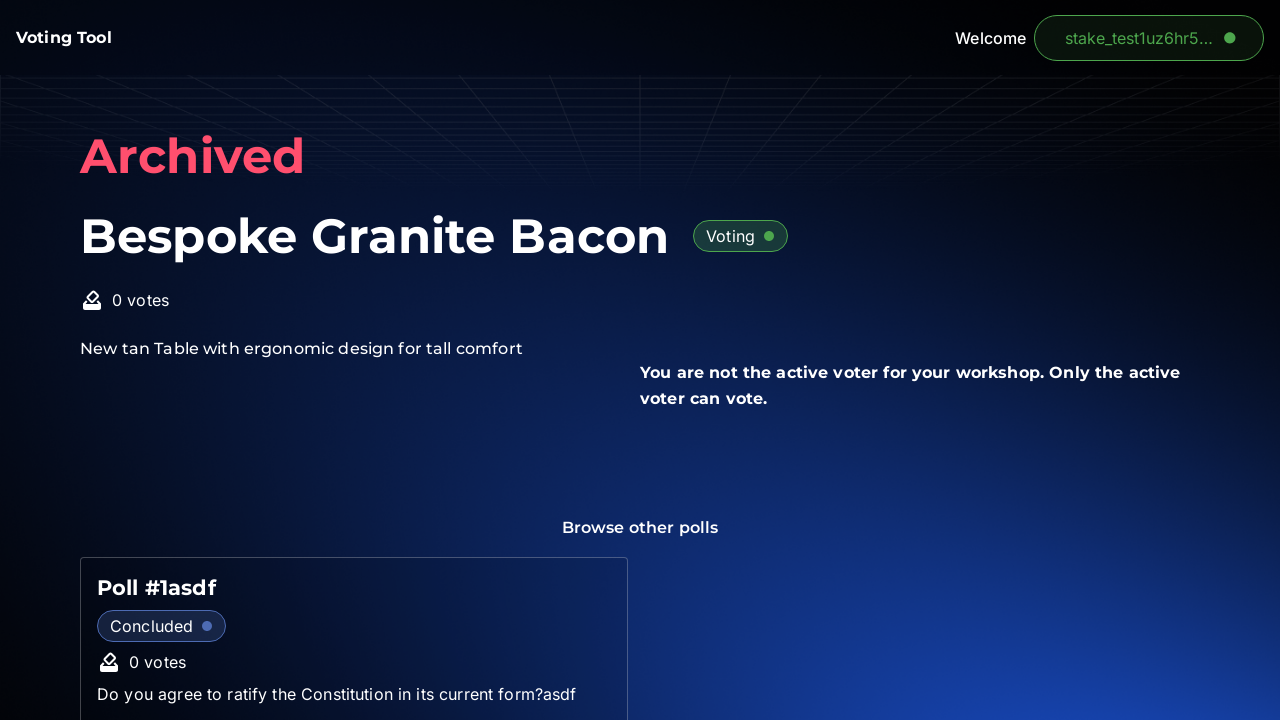 Voting Tool
Welcome
stake_test1uz6hr5...
Archived
Bespoke Granite Bacon
Voting
0 votes
New tan Table with ergonomic design for tall comfort
You are not the active voter for your workshop. Only the active
voter can vote.
Browse other polls
Poll #1asdf
Concluded
0 votes
Do you agree to ratify the Constitution in its current form?asdf